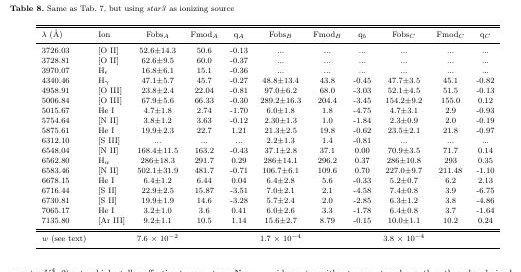 Table 8. Same as Tab. 7, but using star3 as ionizing source
λ (Å) Ion Fobs_A Fmod_A q_A Fobs_B Fmod_B q_b Fobs_C Fmod_C q_C
3726.03 [O II] 52.6±14.3 50.6 -0.13 ... ... ... ... ... ...
3728.81 [O II] 62.6±9.5 60.0 -0.37 ... ... ... ... ... ...
3970.07 H_ε 16.8±6.1 15.1 -0.36 ... ... ... ... ... ...
4340.46 H_γ 47.1±5.7 45.7 -0.27 48.8±13.4 43.8 -0.45 47.7±3.5 45.1 -0.82
4958.91 [O III] 23.8±2.4 22.04 -0.81 97.0±6.2 68.0 -3.03 52.1±4.5 51.5 -0.13
5006.84 [O III] 67.9±5.6 66.33 -0.30 289.2±16.3 204.4 -3.45 154.2±9.2 155.0 0.12
5015.67 He I 4.7±1.8 2.74 -1.70 6.0±1.8 1.8 -4.75 4.7±3.1 2.9 -0.93
5754.64 [N II] 3.8±1.2 3.63 -0.12 2.30±1.3 1.0 -1.84 2.3±0.9 2.0 -0.19
5875.61 He I 19.9±2.3 22.7 1.21 21.3±2.5 19.8 -0.62 23.5±2.1 21.8 -0.97
6312.10 [S III] ... ... ... 2.2±1.3 1.4 -0.81 ... ... ...
6548.04 [N II] 168.4±11.5 163.2 -0.43 37.1±2.8 37.1 0.00 70.9±3.5 71.7 0.14
6562.80 H_α 286±18.3 291.7 0.29 286±14.1 296.2 0.37 286±10.8 293 0.35
6583.46 [N II] 502.1±31.9 481.7 -0.71 106.7±6.1 109.6 0.70 227.0±9.7 211.48 -1.10
6678.15 He I 6.4±1.2 6.44 0.04 6.4±2.8 5.6 -0.33 5.2±0.7 6.2 2.13
6716.44 [S II] 22.9±2.5 15.87 -3.51 7.0±2.1 2.1 -4.58 7.4±0.8 3.9 -6.75
6730.81 [S II] 19.9±1.9 14.6 -3.28 5.7±2.4 2.0 -2.85 6.3±1.2 3.8 -4.86
7065.17 He I 3.2±1.0 3.6 0.41 6.0±2.6 3.3 -1.78 6.4±0.8 3.7 -1.64
7135.80 [Ar III] 9.2±1.1 10.5 1.14 15.6±2.7 8.79 -0.15 10.0±1.1 10.2 0.24
w (see text) 7.6 × 10⁻² 1.7 × 10⁻⁴ 3.8 × 10⁻⁴